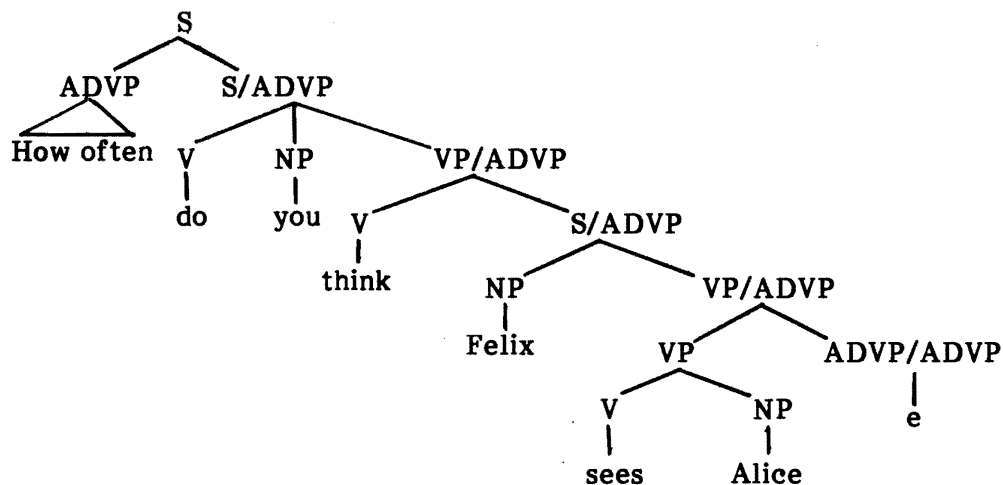 S
ADVP S/ADVP
How often V NP VP/ADVP
do you V S/ADVP
think NP VP/ADVP
Felix VP ADVP/ADVP
V NP e
sees Alice